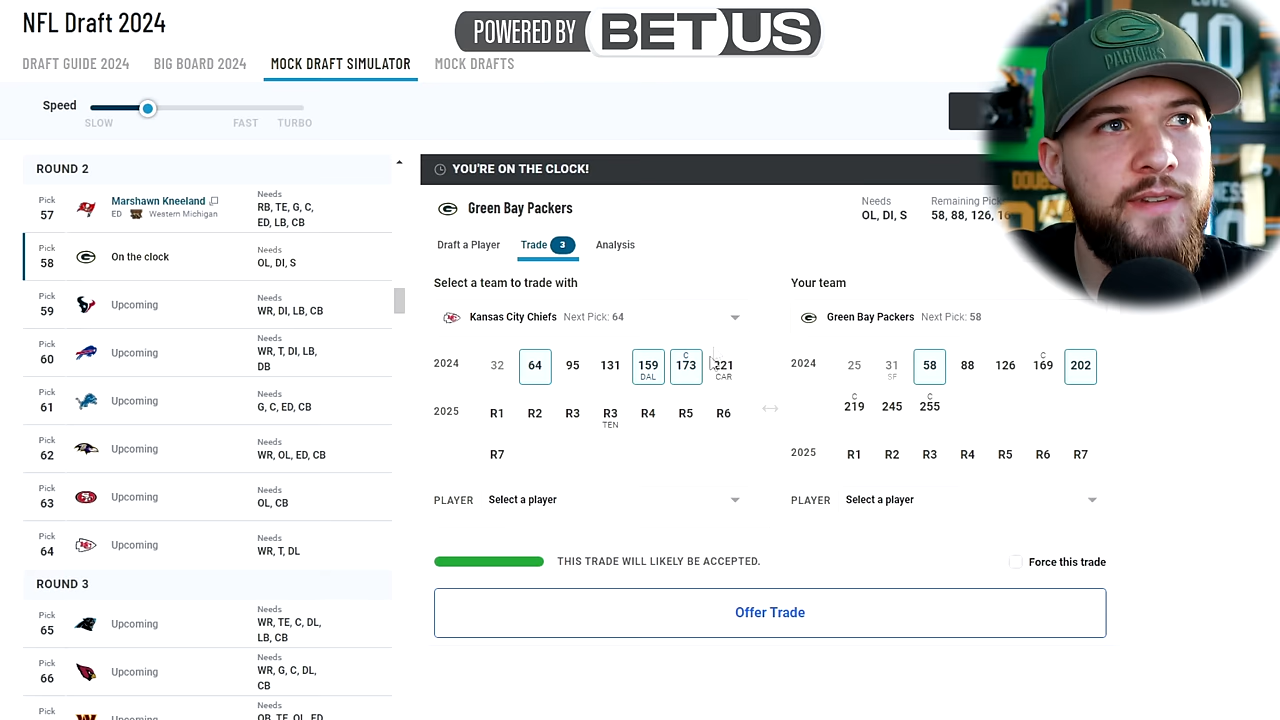 NFL Draft 2024
POWERED BY BETUS
DRAFT GUIDE 2024 BIG BOARD 2024 MOCK DRAFT SIMULATOR MOCK DRAFTS
Speed
SLOW FAST TURBO
ROUND 2
Pick 57 Marshawn Kneeland ED Western Michigan Needs RB, TE, G, C, ED, LB, CB
Pick 58 On the clock Needs OL, DI, S
Pick 59 Upcoming Needs WR, DI, LB, CB
Pick 60 Upcoming Needs WR, T, DI, LB, DB
Pick 61 Upcoming Needs G, C, ED, CB
Pick 62 Upcoming Needs WR, OL, ED, CB
Pick 63 Upcoming Needs OL, CB
Pick 64 Upcoming Needs WR, T, DL
ROUND 3
Pick 65 Upcoming Needs WR, TE, C, DL, LB, CB
Pick 66 Upcoming Needs WR, G, C, DL, CB
Pick Upcoming QB, TE, OL, ED
YOU'RE ON THE CLOCK!
Green Bay Packers
Needs OL, DI, S
Remaining Pick 58, 88, 126,
Draft a Player Trade 3 Analysis
Select a team to trade with
Kansas City Chiefs Next Pick: 64
2024 32 64 95 131 159 DAL C 173 221 CAR
2025 R1 R2 R3 R3 TEN R4 R5 R6
R7
PLAYER Select a player
Your team
Green Bay Packers Next Pick: 58
2024 25 31 SF 58 88 126 C 169 202
C 219 245 C 255
2025 R1 R2 R3 R4 R5 R6 R7
PLAYER Select a player
THIS TRADE WILL LIKELY BE ACCEPTED.
Force this trade
Offer Trade
PACKERS
10